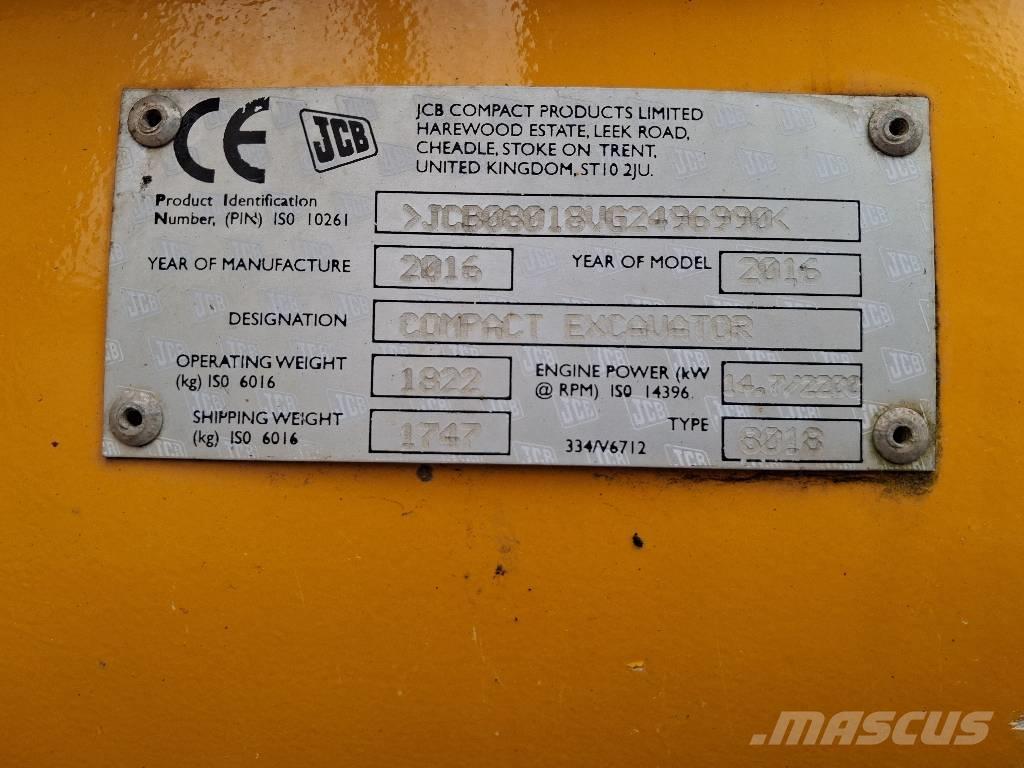 CE
JCB
JCB COMPACT PRODUCTS LIMITED
HAREWOOD ESTATE, LEEK ROAD,
CHEADLE, STOKE ON TRENT,
UNITED KINGDOM, ST10 2JU.
Product Identification
Number, (PIN) ISO 10261
>JCB08018VG2496990<
YEAR OF MANUFACTURE 2016 YEAR OF MODEL 2016
DESIGNATION COMPACT EXCAVATOR
OPERATING WEIGHT
(kg) ISO 6016
1822
ENGINE POWER (kW
@ RPM) ISO 14396
14.7/2200
SHIPPING WEIGHT
(kg) ISO 6016
1747
334/V6712
TYPE 8018
.MASCUS